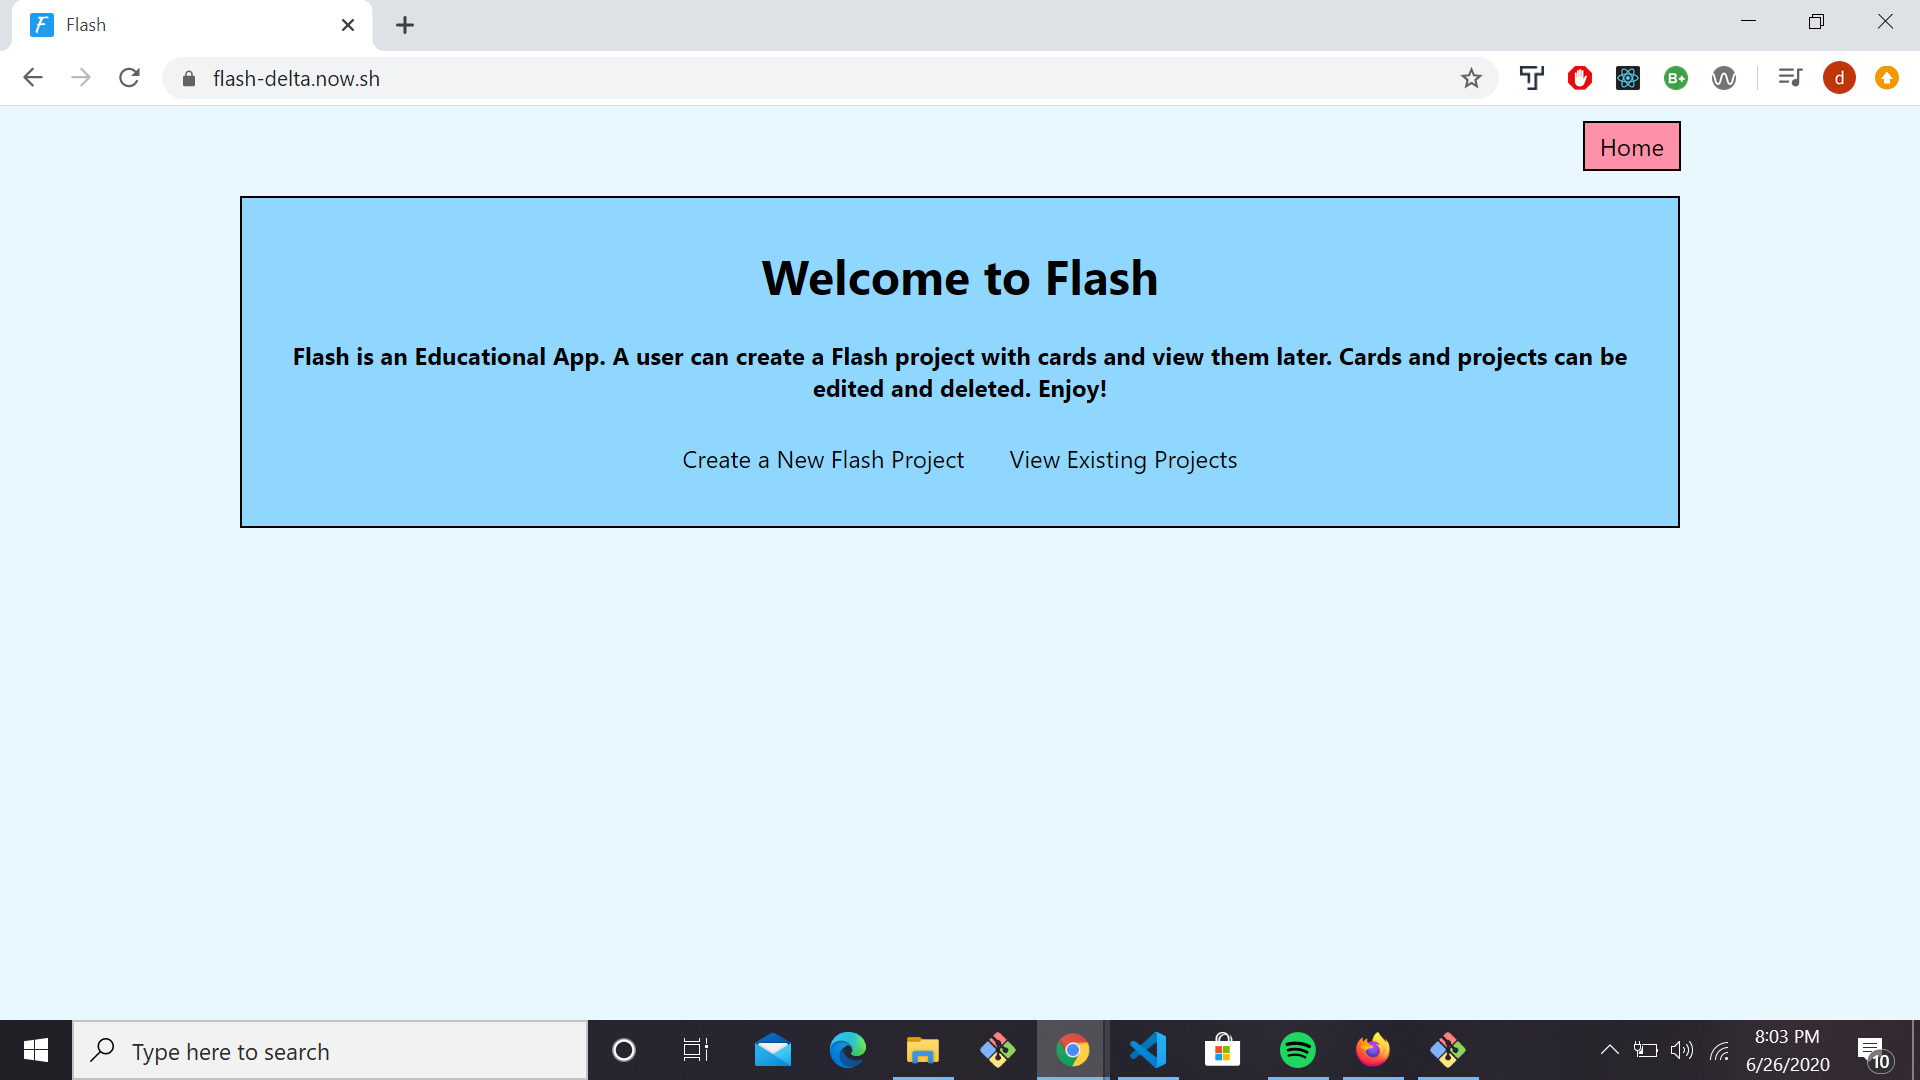 Flash
flash-delta.now.sh
B+
d
Home
Welcome to Flash
Flash is an Educational App. A user can create a Flash project with cards and view them later. Cards and projects can be
edited and deleted. Enjoy!
Create a New Flash Project View Existing Projects
Type here to search
8:03 PM
6/26/2020
10